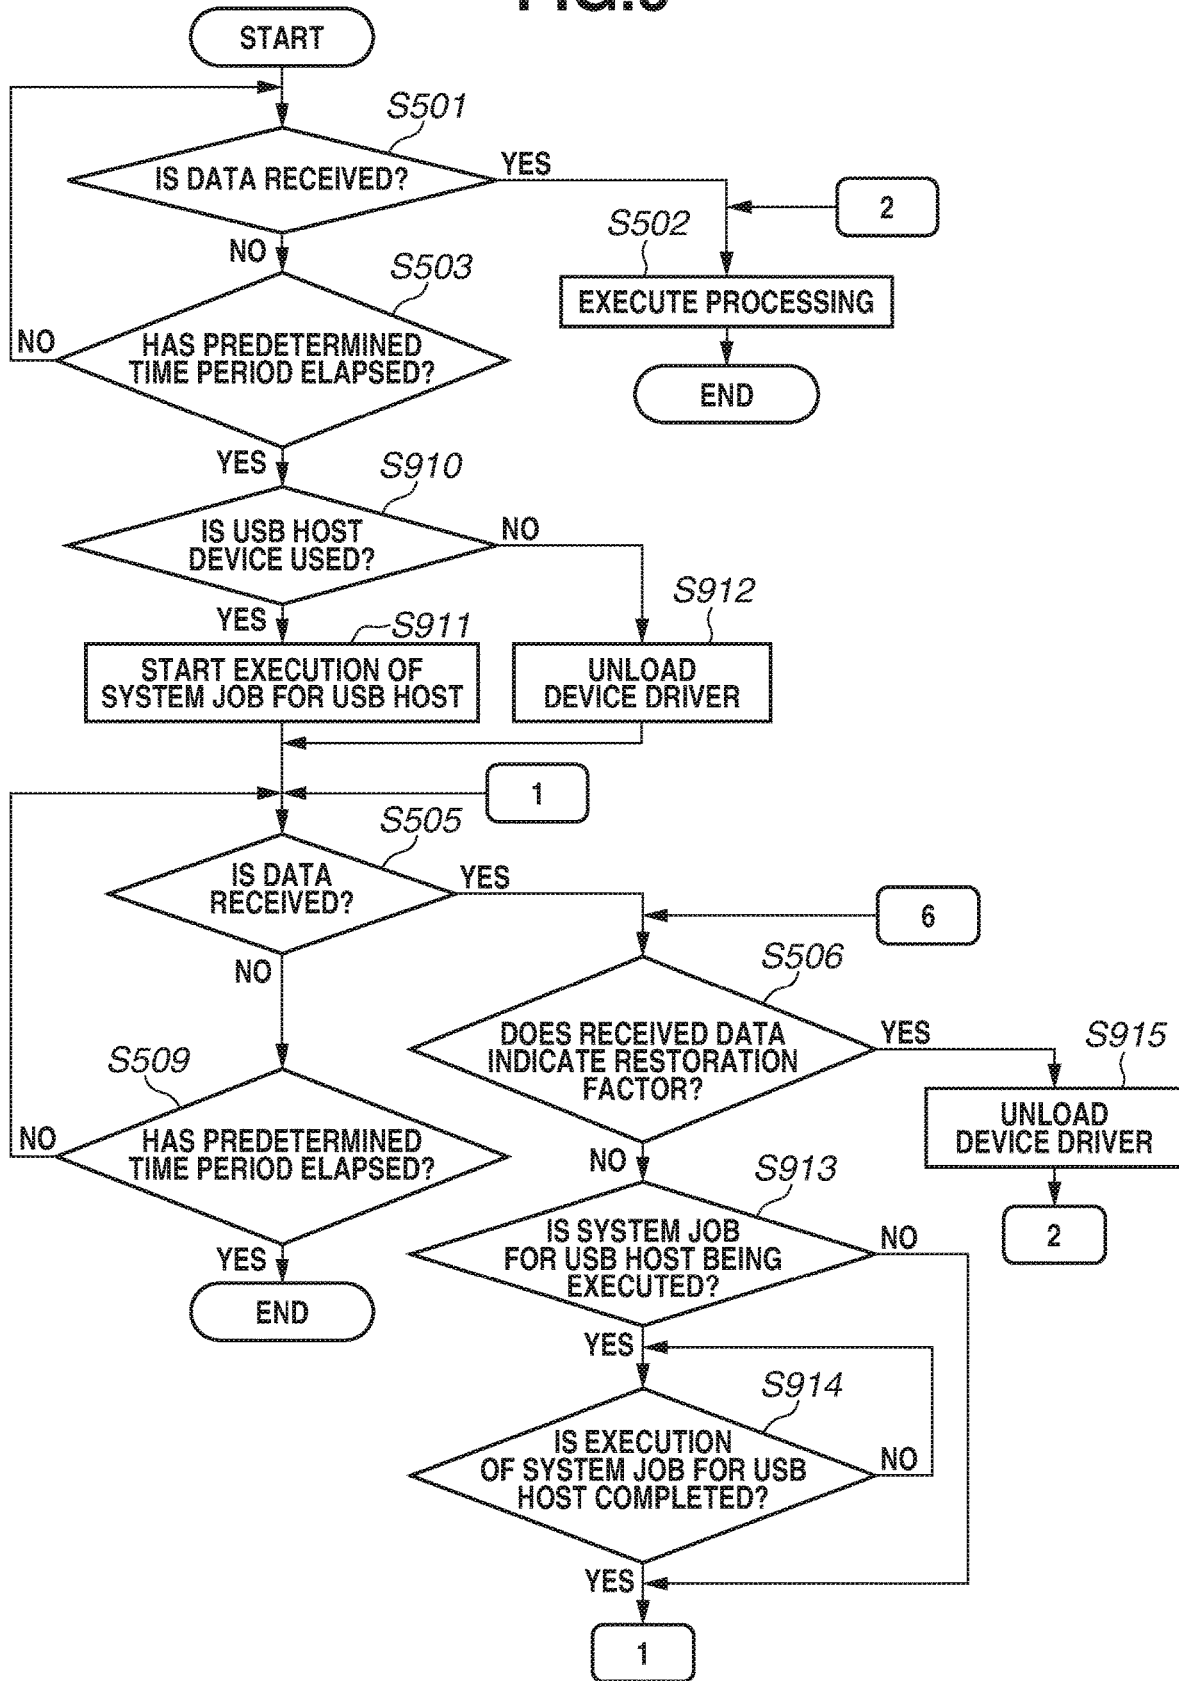 START
S501
IS DATA RECEIVED?
YES
2
NO
S502
S503
EXECUTE PROCESSING
HAS PREDETERMINED
TIME PERIOD ELAPSED?
NO
END
YES
S910
IS USB HOST
DEVICE USED?
NO
YES
S911
S912
START EXECUTION OF
SYSTEM JOB FOR USB HOST
UNLOAD
DEVICE DRIVER
1
S505
IS DATA
RECEIVED?
YES
6
NO
S506
DOES RECEIVED DATA
INDICATE RESTORATION
FACTOR?
YES
S915
UNLOAD
DEVICE DRIVER
S509
HAS PREDETERMINED
TIME PERIOD ELAPSED?
NO
NO
S913
2
IS SYSTEM JOB
FOR USB HOST BEING
EXECUTED?
NO
YES
END
YES
S914
IS EXECUTION
OF SYSTEM JOB FOR USB
HOST COMPLETED?
NO
YES
1